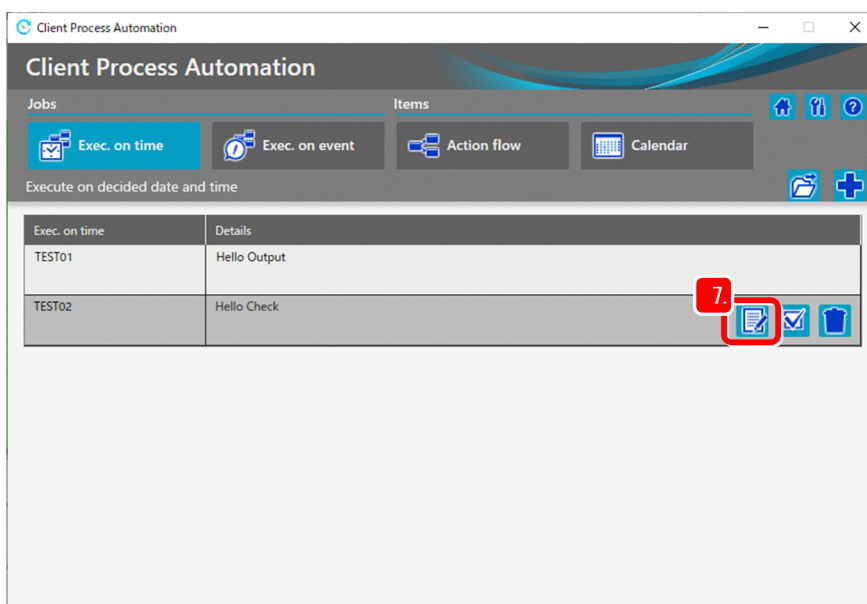 Client Process Automation
Client Process Automation
Jobs
Items
Exec. on time
Exec. on event
Action flow
Calendar
Execute on decided date and time
Exec. on time
Details
TEST01
Hello Output
TEST02
Hello Check
7.